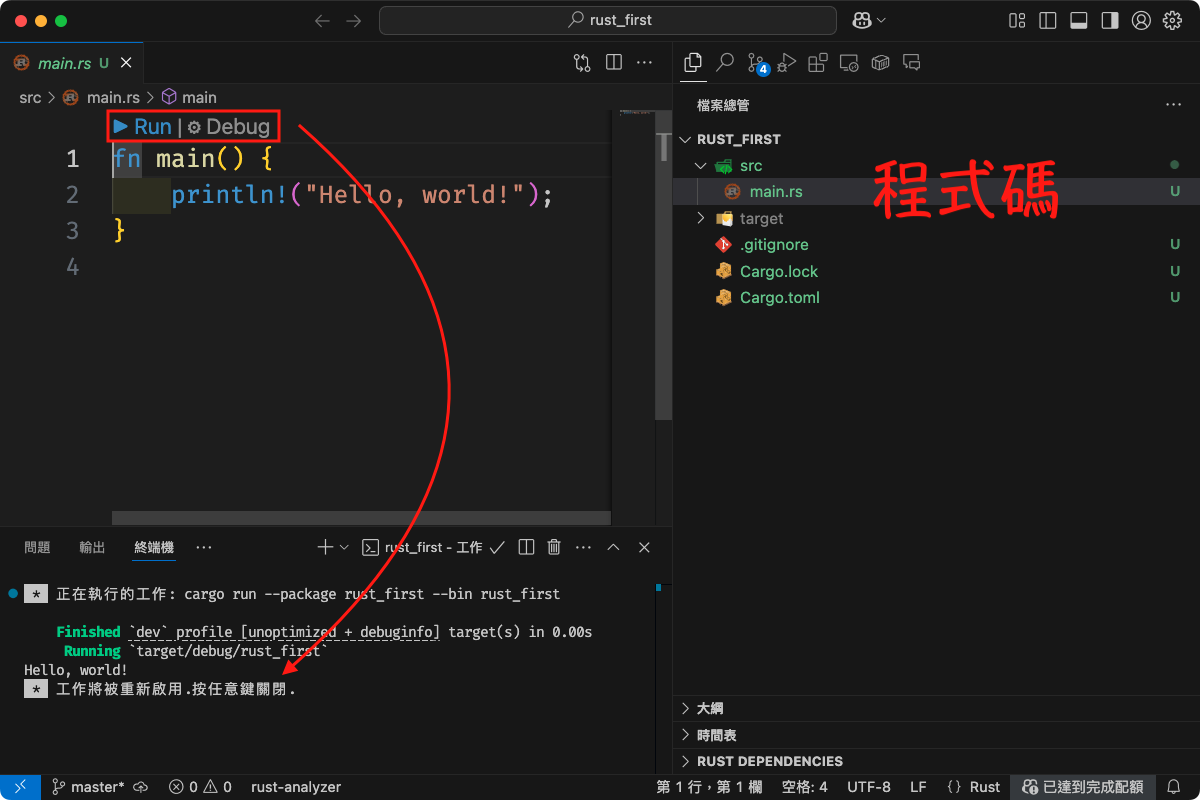 rust_first
main.rs U
src > main.rs > main
Run | Debug
1 fn main() {
2 println!("Hello, world!");
3 }
4
檔案總管
RUST_FIRST
src
main.rs U
程式碼
target
.gitignore U
Cargo.lock U
Cargo.toml U
4
問題 輸出 終端機
rust_first - 工作
* 正在執行的工作: cargo run --package rust_first --bin rust_first
Finished `dev` profile [unoptimized + debuginfo] target(s) in 0.00s
Running `target/debug/rust_first`
Hello, world!
* 工作將被重新啟用.按任意鍵關閉.
大綱
時間表
RUST DEPENDENCIES
master* 0 0 rust-analyzer 第 1 行，第 1 欄 空格: 4 UTF-8 LF {} Rust 已達到完成配額